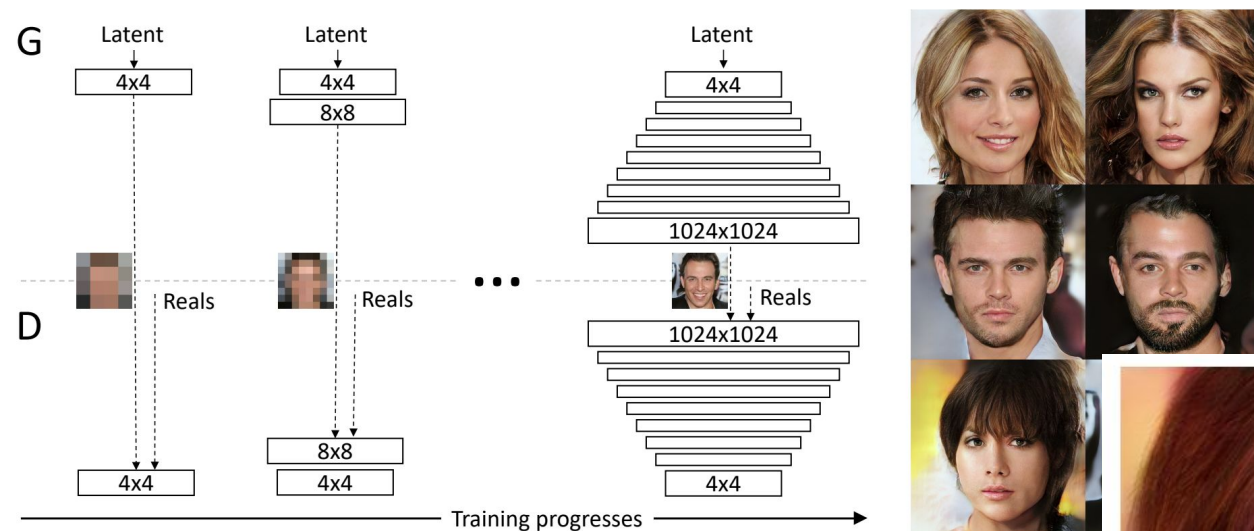 G
Latent
Latent
Latent
4x4
4x4
4x4
8x8
1024x1024
...
Reals
Reals
Reals
D
1024x1024
8x8
4x4
4x4
4x4
Training progresses